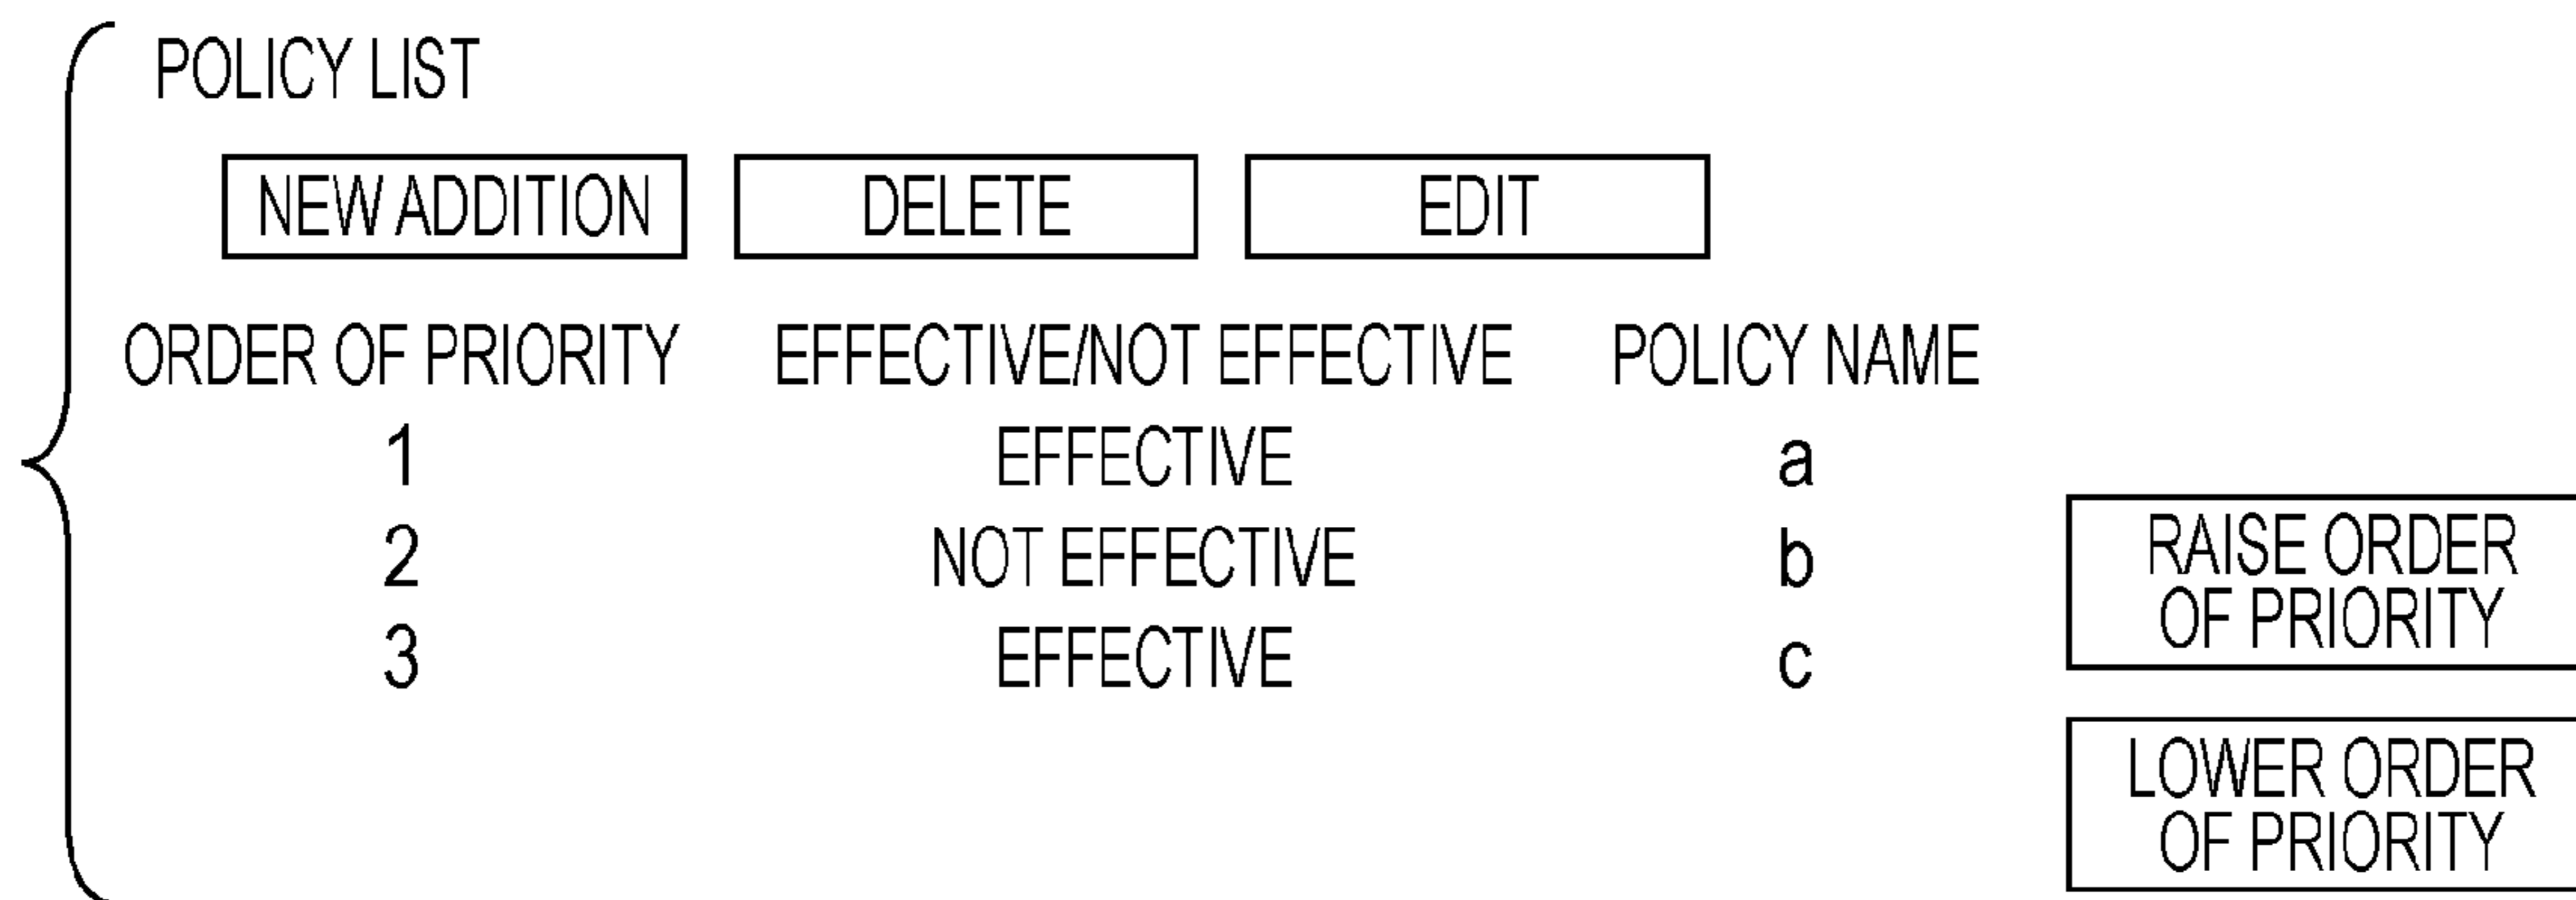 POLICY LIST
NEW ADDITION DELETE EDIT
ORDER OF PRIORITY EFFECTIVE/NOT EFFECTIVE POLICY NAME
1 EFFECTIVE a
2 NOT EFFECTIVE b
3 EFFECTIVE c
RAISE ORDER
OF PRIORITY
LOWER ORDER
OF PRIORITY